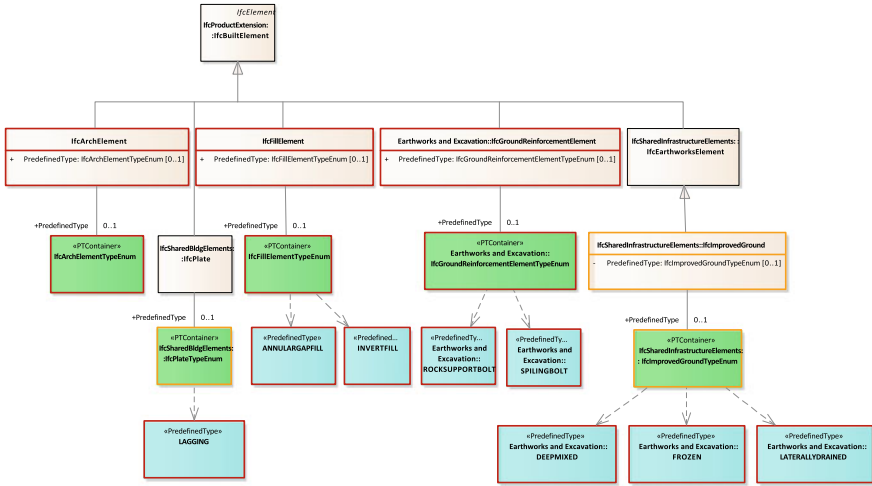 IfcElement
IfcProductExtension:
:IfcBuiltElement
IfcArchElement
+ PredefinedType: IfcArchElementTypeEnum [0..1]
IfcFillElement
+ PredefinedType: IfcFillElementTypeEnum [0..1]
Earthworks and Excavation::IfcGroundReinforcementElement
+ PredefinedType: IfcGroundReinforcementElementTypeEnum [0..1]
IfcSharedInfrastructureElements: :
IfcEarthworksElement
+PredefinedType 0..1
«PTContainer»
IfcArchElementTypeEnum
IfcSharedBldgElements:
:IfcPlate
+PredefinedType 0..1
«PTContainer»
IfcFillElementTypeEnum
+PredefinedType 0..1
«PTContainer»
Earthworks and Excavation::
IfcGroundReinforcementElementTypeEnum
IfcSharedInfrastructureElements::IfcImprovedGround
- PredefinedType: IfcImprovedGroundTypeEnum [0..1]
+PredefinedType 0..1
«PTContainer»
IfcSharedBldgElements:
:IfcPlateTypeEnum
«PredefinedType»
ANNULARGAPFILL
«Predefined...
INVERTFILL
«PredefinedTy...
Earthworks and
Excavation::
ROCKSUPPORTBOLT
«PredefinedTy...
Earthworks and
Excavation::
SPILINGBOLT
+PredefinedType 0..1
«PTContainer»
IfcSharedInfrastructureElements:
: IfcImprovedGroundTypeEnum
«PredefinedType»
LAGGING
«PredefinedType»
Earthworks and Excavation::
DEEPMIXED
«PredefinedType»
Earthworks and Excavation::
FROZEN
«PredefinedType»
Earthworks and Excavation::
LATERALLYDRAINED